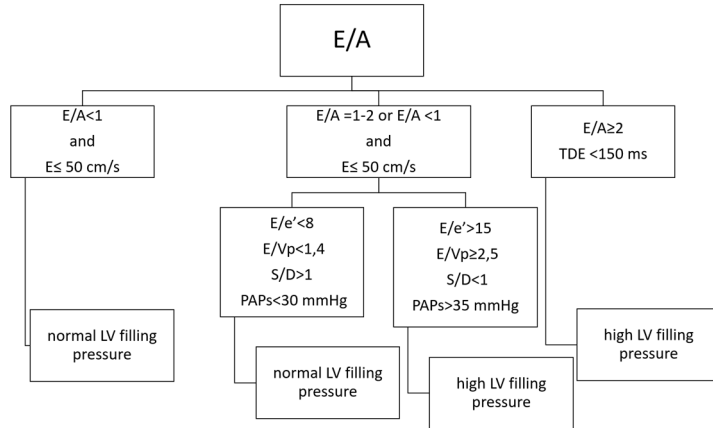 E/A
E/A<1
and
E≤ 50 cm/s
E/A =1-2 or E/A <1
and
E≤ 50 cm/s
E/A≥2
TDE <150 ms
E/e’<8
E/Vp<1,4
S/D>1
PAPs<30 mmHg
E/e’>15
E/Vp≥2,5
S/D<1
PAPs>35 mmHg
normal LV filling
pressure
normal LV filling
pressure
high LV filling
pressure
high LV filling
pressure